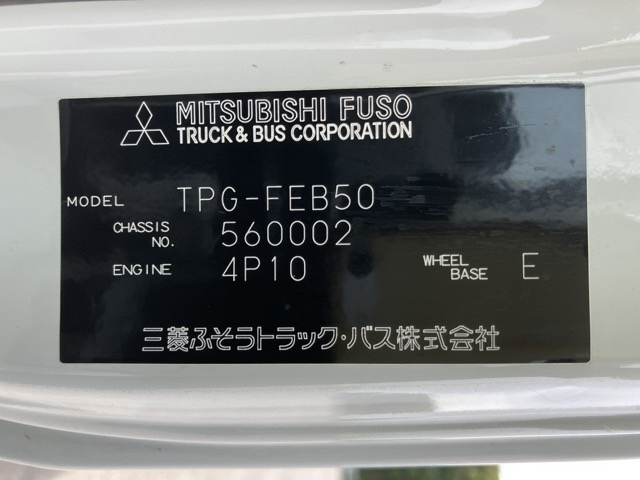 MITSUBISHI FUSO
TRUCK & BUS CORPORATION
MODEL TPG-FEB50
CHASSIS NO. 560002
ENGINE 4P10 WHEEL BASE E
三菱ふそうトラック・バス株式会社